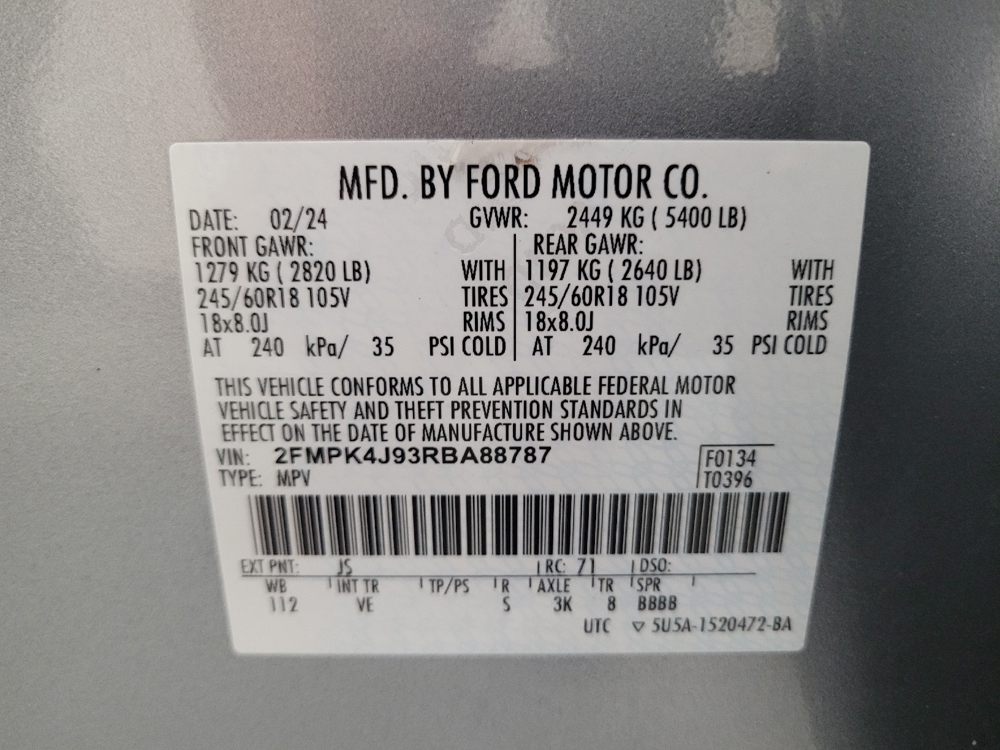 MFD. BY FORD MOTOR CO.
DATE: 02/24 GVWR: 2449 KG ( 5400 LB)
FRONT GAWR: REAR GAWR:
1279 KG ( 2820 LB) WITH 1197 KG ( 2640 LB) WITH
245/60R18 105V TIRES 245/60R18 105V TIRES
18x8.0J RIMS 18x8.0J RIMS
AT 240 kPa/ 35 PSI COLD AT 240 kPa/ 35 PSI COLD
THIS VEHICLE CONFORMS TO ALL APPLICABLE FEDERAL MOTOR
VEHICLE SAFETY AND THEFT PREVENTION STANDARDS IN
EFFECT ON THE DATE OF MANUFACTURE SHOWN ABOVE.
VIN: 2FMPK4J93RBA88787 F0134
TYPE: MPV T0396
EXT PNT: JS RC: 71 DSO:
WB INT TR TP/PS R AXLE TR SPR
112 VE S 3K 8 BBBB
UTC ▽ 5U5A-1520472-BA